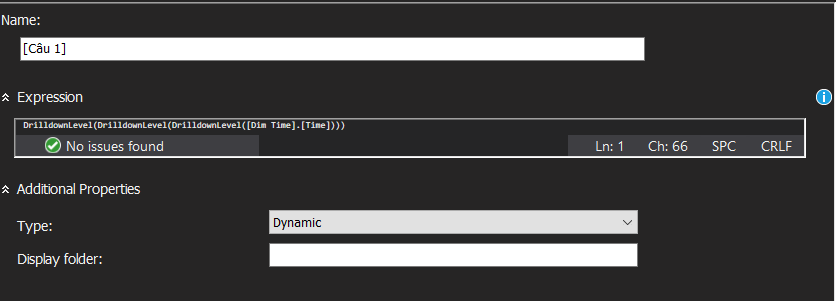 Name:
[Câu 1]
Expression
DrilldownLevel(DrilldownLevel(DrilldownLevel([Dim Time].[Time])))
No issues found Ln: 1 Ch: 66 SPC CRLF
Additional Properties
Type: Dynamic
Display folder: